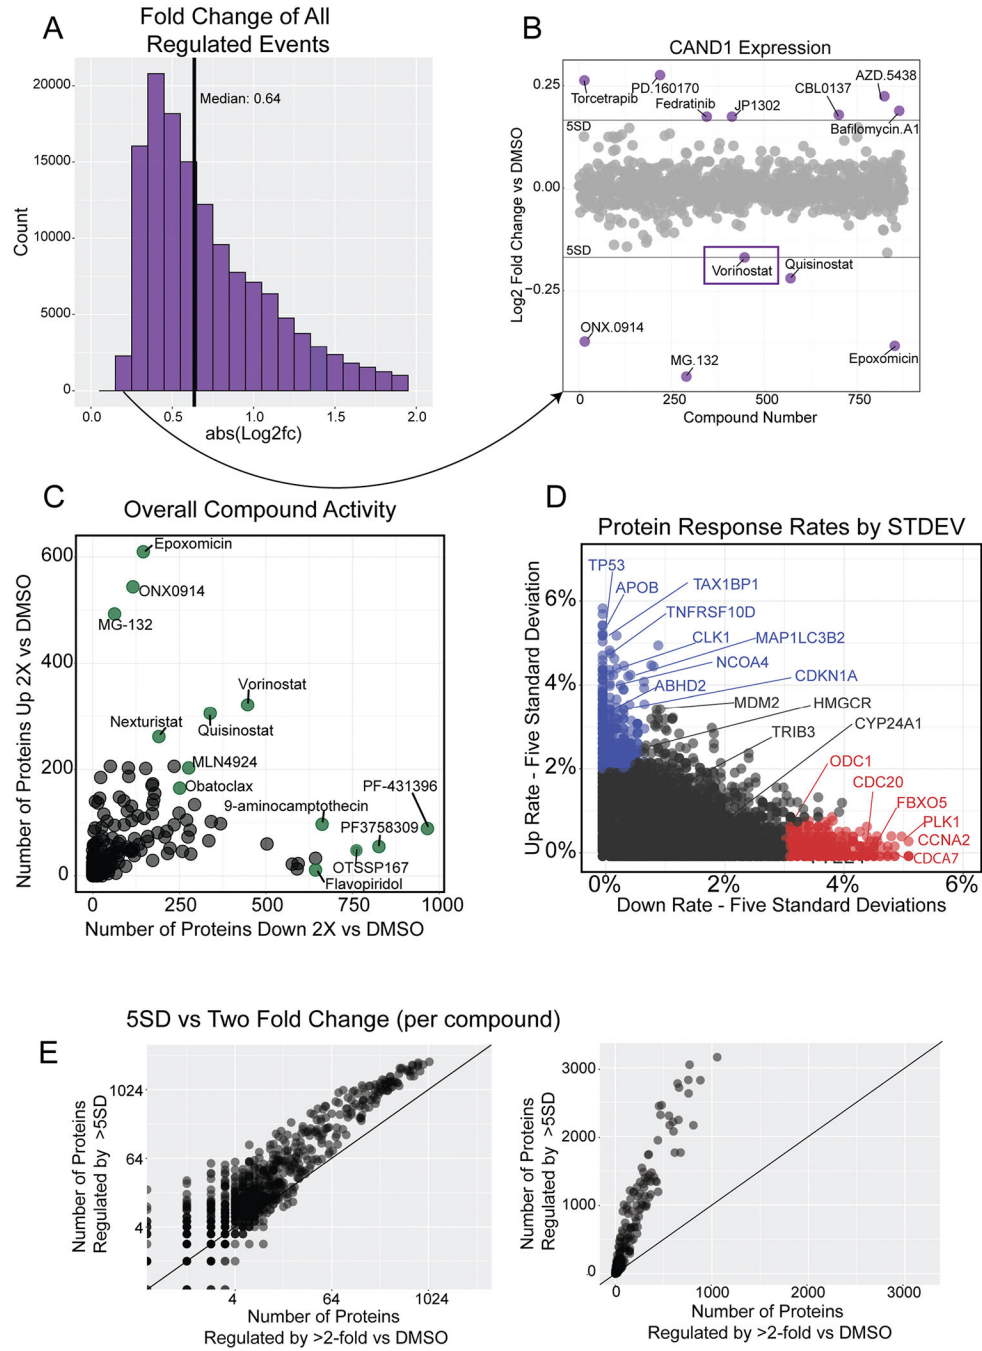 A
Fold Change of All
Regulated Events
20000
15000
10000
5000
0
Count
Median: 0.64
0.0
0.5
1.0
1.5
2.0
abs(Log2fc)
B
CAND1 Expression
0.25
0.00
−0.25
Log2 Fold Change vs DMSO
Torcetrapib
PD.160170
Fedratinib
JP1302
CBL0137
AZD.5438
Bafilomycin.A1
5SD
5SD
Vorinostat
Quisinostat
ONX.0914
MG.132
Epoxomicin
0
250
500
750
Compound Number
C
Overall Compound Activity
600
400
200
0
Number of Proteins Up 2X vs DMSO
Epoxomicin
ONX0914
MG-132
Vorinostat
Nexturistat
Quisinostat
MLN4924
Obatoclax
PF-431396
9-aminocamptothecin
PF3758309
OTSSP167
Flavopiridol
0
250
500
750
1000
Number of Proteins Down 2X vs DMSO
D
Protein Response Rates by STDEV
6%
4%
2%
0%
Up Rate - Five Standard Deviation
TP53
APOB
TAX1BP1
TNFRSF10D
CLK1
MAP1LC3B2
NCOA4
CDKN1A
ABHD2
MDM2
HMGCR
CYP24A1
TRIB3
ODC1
CDC20
FBXO5
PLK1
CCNA2
CDCA7
0%
2%
4%
6%
Down Rate - Five Standard Deviations
5SD vs Two Fold Change (per compound)
E
1024
64
4
Number of Proteins
Regulated by >5SD
4
64
1024
Number of Proteins
Regulated by >2-fold vs DMSO
3000
2000
1000
0
Number of Proteins
Regulated by >5SD
0
1000
2000
3000
Number of Proteins
Regulated by >2-fold vs DMSO